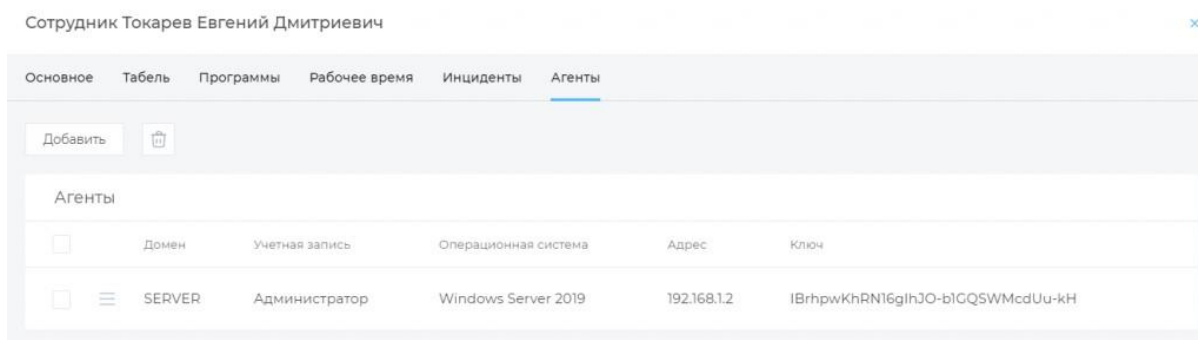 Сотрудник Токарев Евгений Дмитриевич
Основное Табель Программы Рабочее время Инциденты Агенты
Добавить
Агенты
Домен Учетная запись Операционная система Адрес Ключ
SERVER Администратор Windows Server 2019 192.168.1.2 IBrhpwKhRN16glhJO-b1GQSWMcdUu-kH